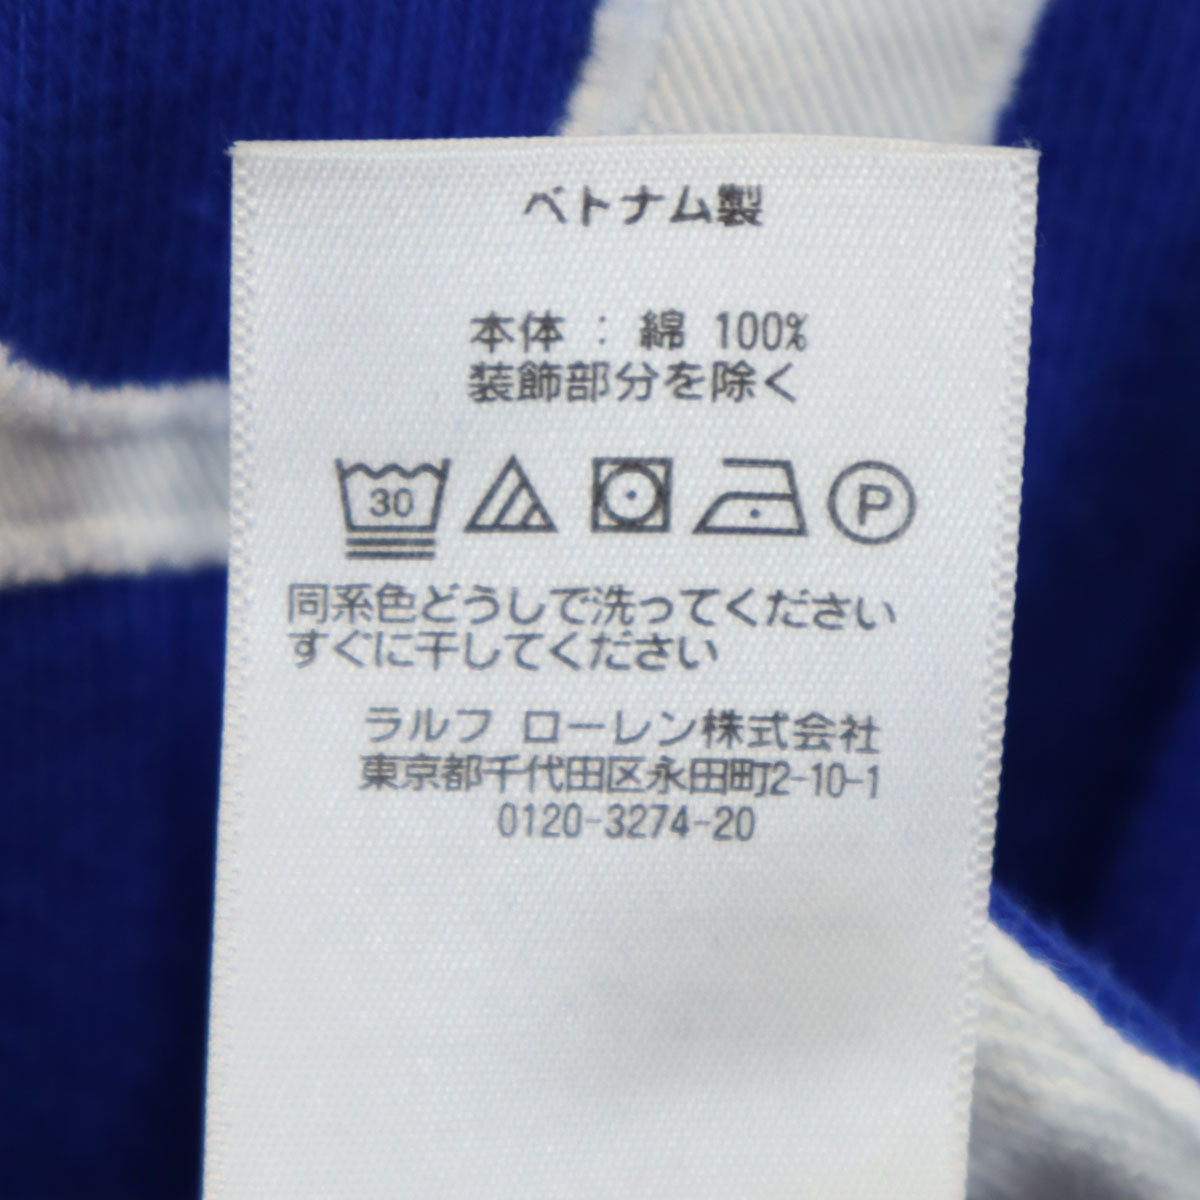 ベトナム製
本体 : 綿 100%
装飾部分を除く
30 P
同系色どうしで洗ってください
すぐに干してください
ラルフ ローレン株式会社
東京都千代田区永田町2-10-1
0120-3274-20